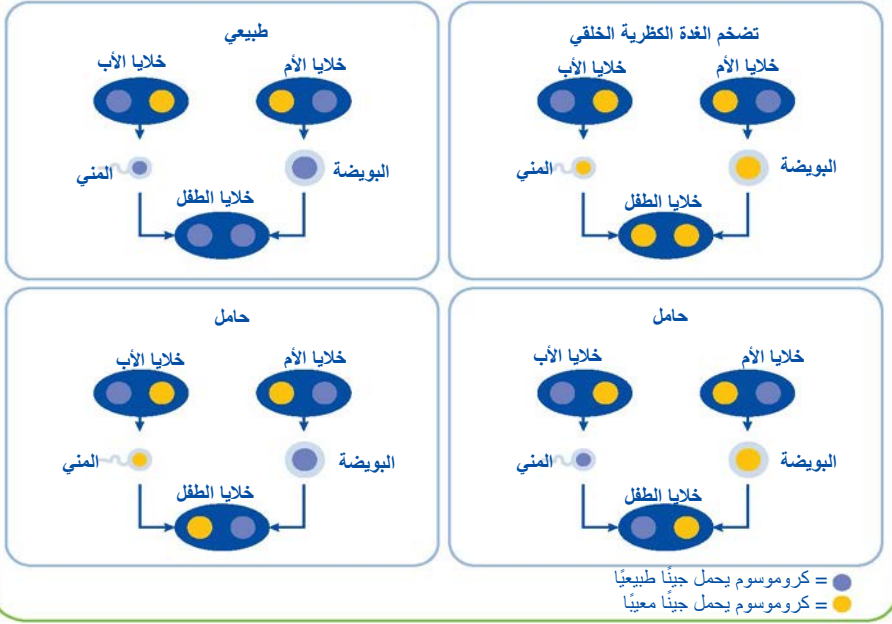 تضخم الغدة الكظرية الخلقي
خلايا الأم
خلايا الأب
البويضة
المني
خلايا الطفل
طبيعي
خلايا الأم
خلايا الأب
البويضة
المني
خلايا الطفل
حامل
خلايا الأم
خلايا الأب
البويضة
المني
خلايا الطفل
حامل
خلايا الأم
خلايا الأب
البويضة
المني
خلايا الطفل
= كروموسوم يحمل جينًا طبيعيًا
= كروموسوم يحمل جينًا معيبًا